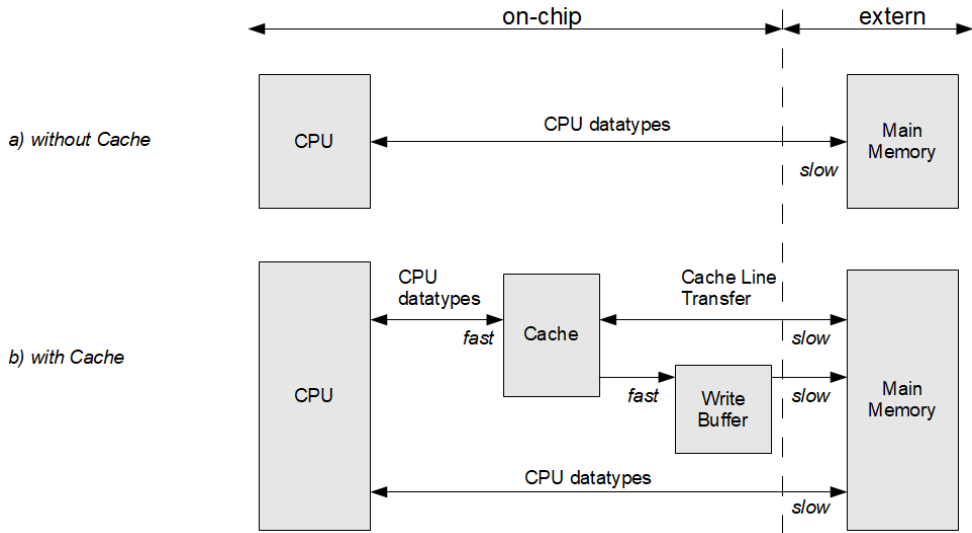 on-chip
extern
a) without Cache
CPU
CPU datatypes
slow
Main
Memory
b) with Cache
CPU
CPU
datatypes
fast
Cache
Cache Line
Transfer
slow
fast
Write
Buffer
slow
Main
Memory
CPU datatypes
slow